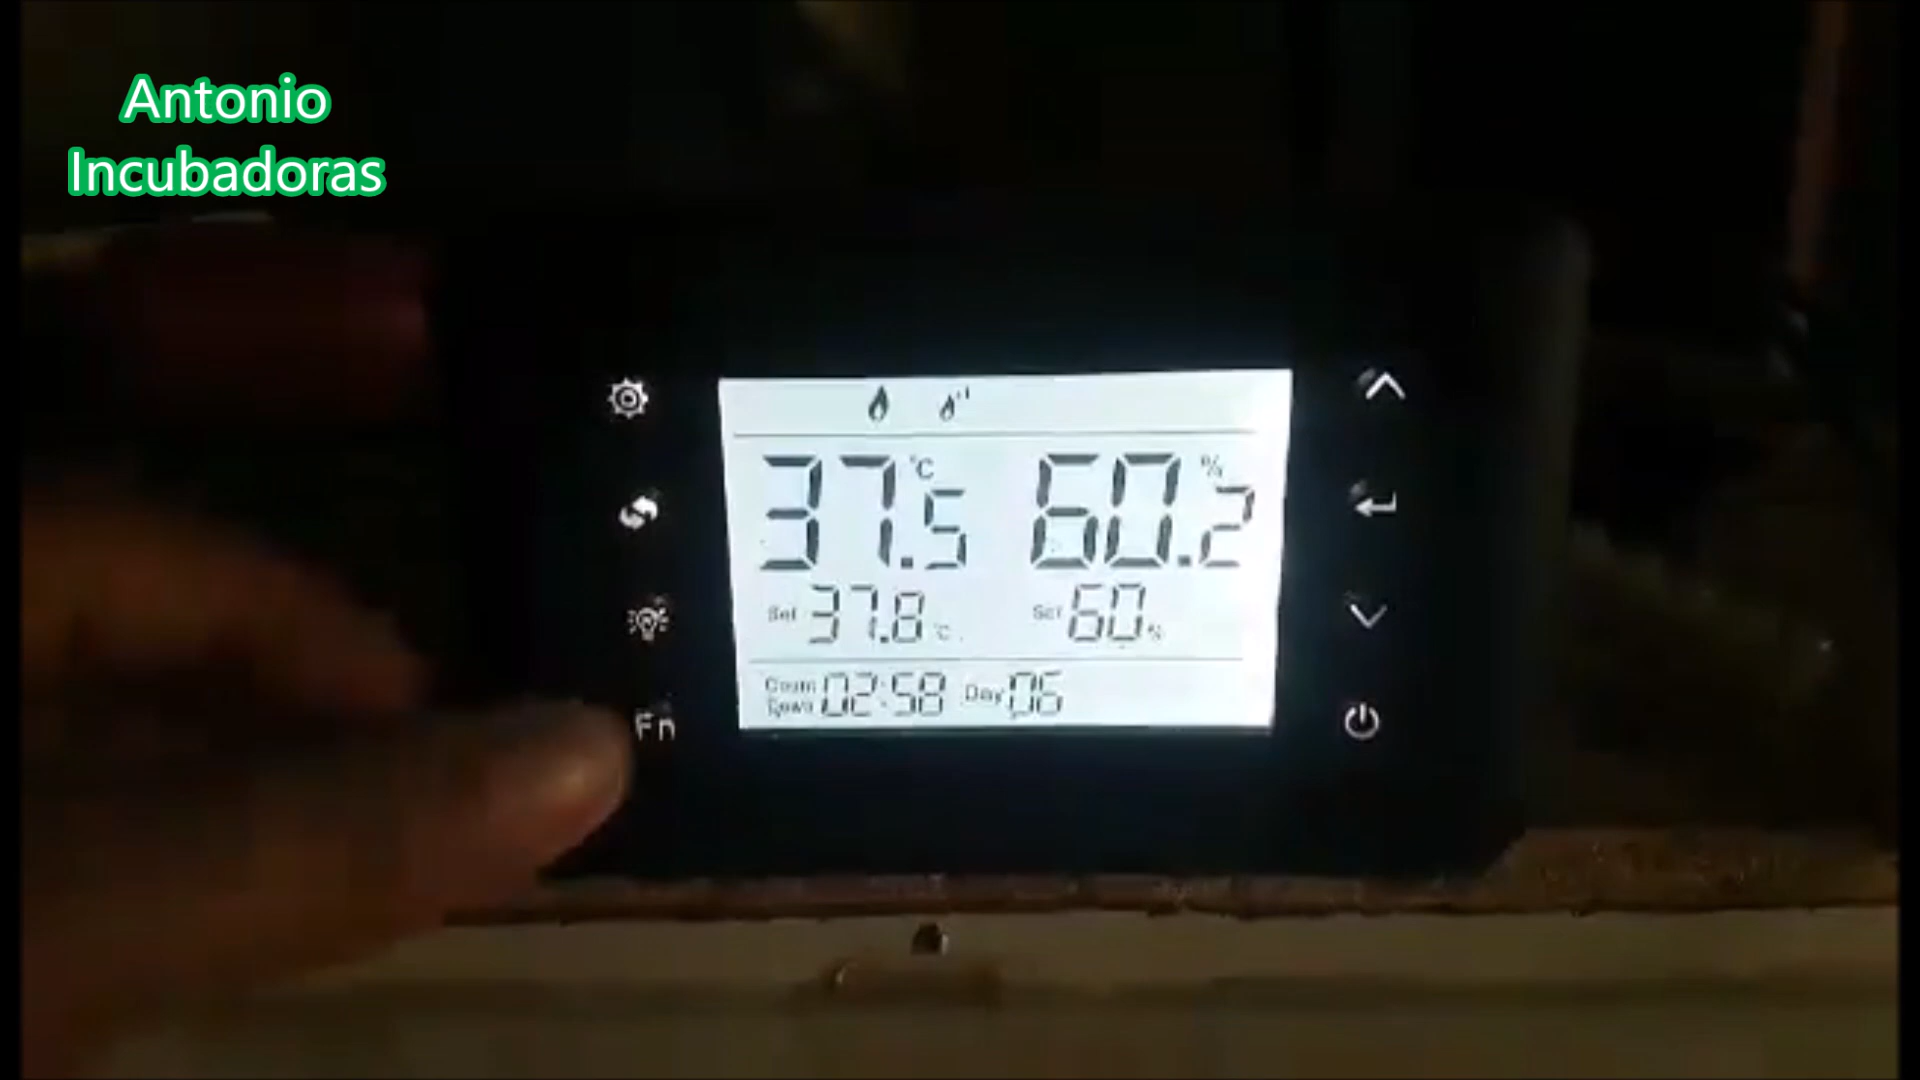 Antonio
Incubadoras
37.5 °C 60.2 %
Set 37.8 °C Set 60 %
Count Down 02:58 Day 06
Fn